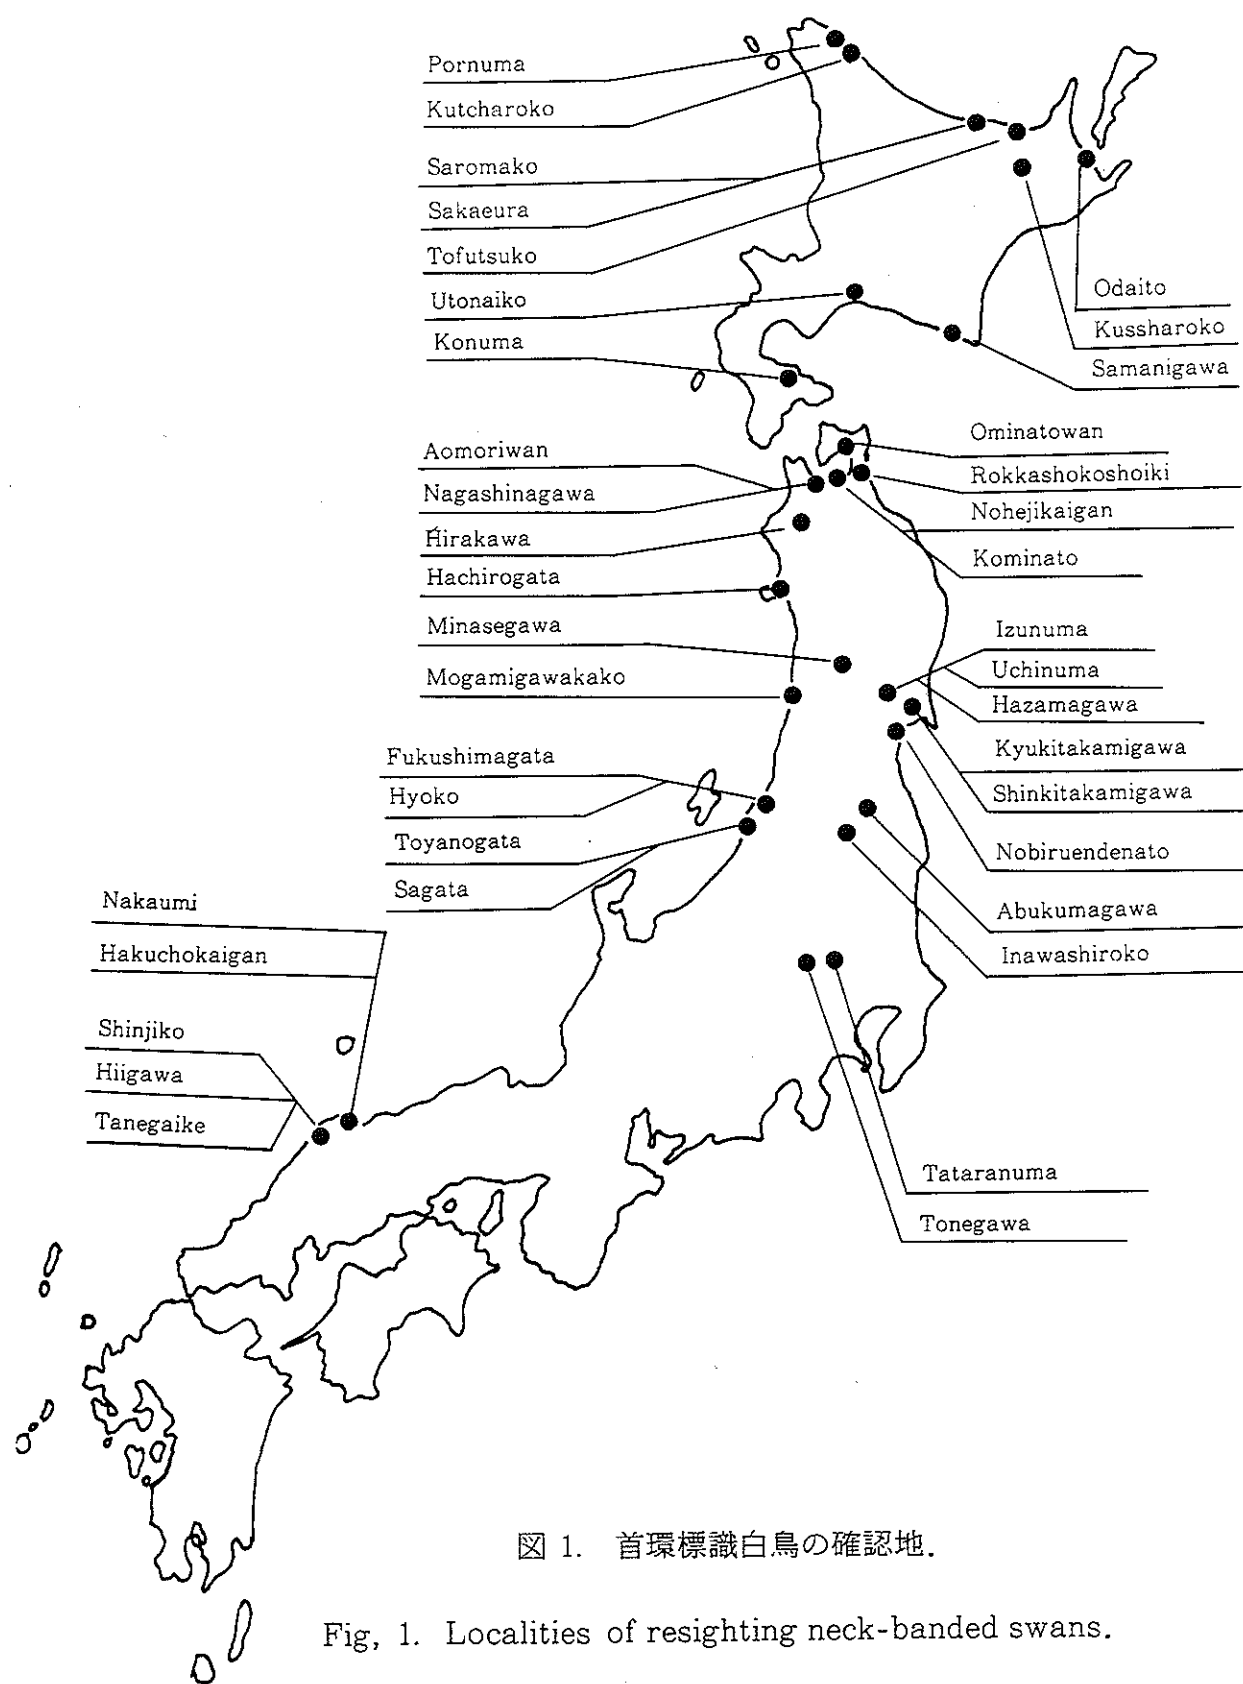 Pornuma
Kutcharoko
Saromako
Sakaeura
Tofutsuko
Utonaiko
Konuma
Odaito
Kussharoko
Samanigawa
Aomoriwan
Nagashinagawa
Hirakawa
Hachirogata
Minasegawa
Mogamigawakako
Ominatowan
Rokkashokoshoiki
Nohejikaigan
Kominato
Izunuma
Uchinuma
Hazamagawa
Kyukitakamigawa
Shinkitakamigawa
Nobiruendenato
Abukumagawa
Inawashiroko
Fukushimagata
Hyoko
Toyanogata
Sagata
Nakaumi
Hakuchokaigan
Shinjiko
Hiigawa
Tanegaike
Tataranuma
Tonegawa
図 1. 首環標識白鳥の確認地.
Fig, 1. Localities of resighting neck-banded swans.